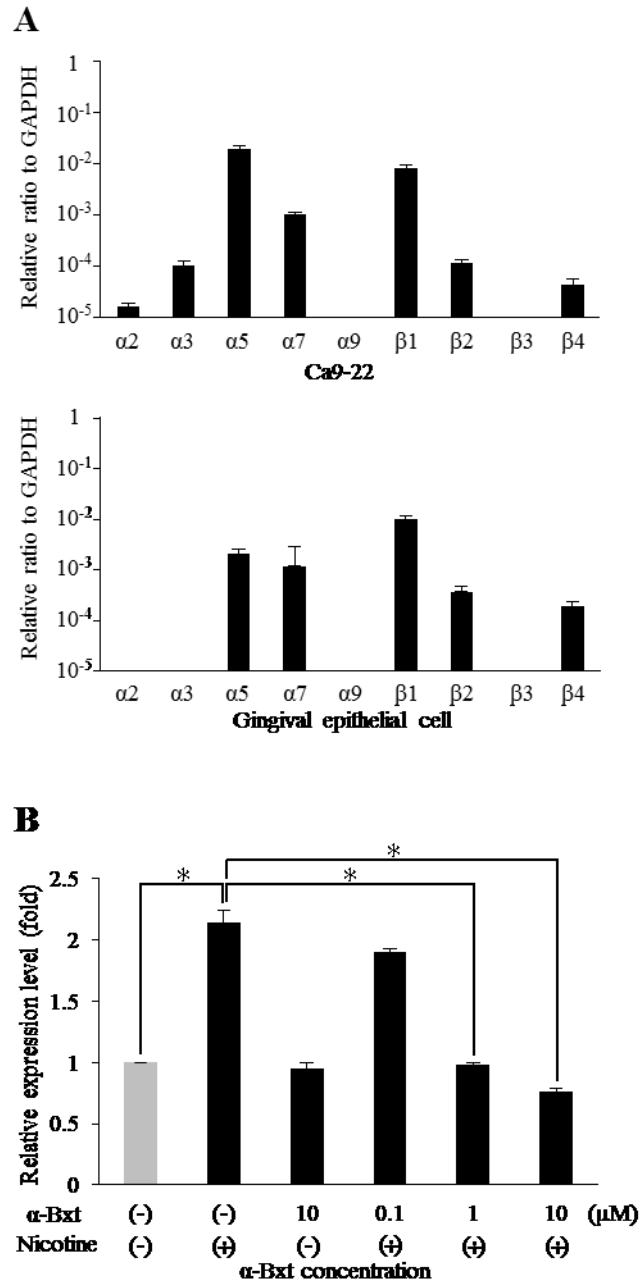 A
Relative ratio to GAPDH
1
10⁻¹
10⁻²
10⁻³
10⁻⁴
10⁻⁵
α2 α3 α5 α7 α9 β1 β2 β3 β4
Ca9-22
Relative ratio to GAPDH
1
10⁻¹
10⁻²
10⁻³
10⁻⁴
10⁻⁵
α2 α3 α5 α7 α9 β1 β2 β3 β4
Gingival epithelial cell
B
Relative expression level (fold)
* * *
2.5
2
1.5
1
0.5
0
α-Bxt (-) (-) 10 0.1 1 10 (μM)
Nicotine (-) (+) (-) (+) (+) (+)
α-Bxt concentration